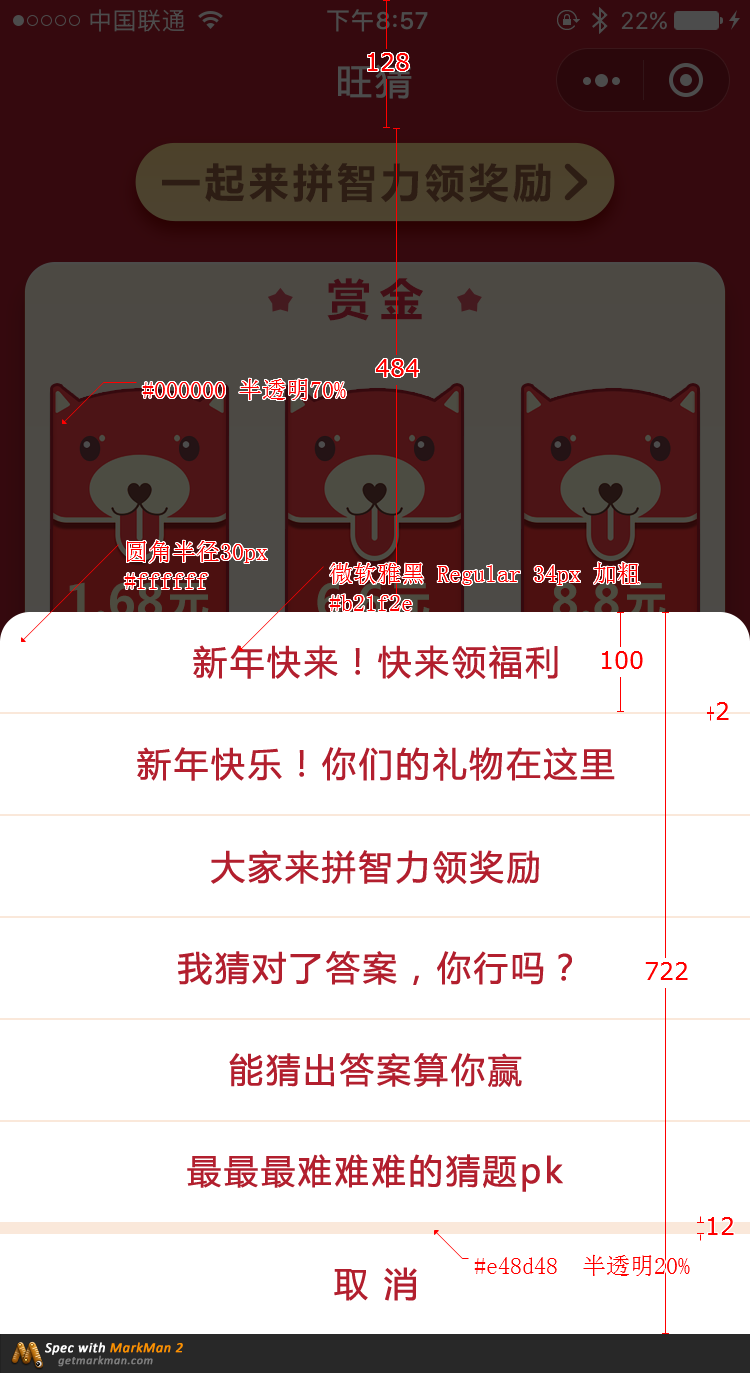 中国联通 下午8:57 22%
128
旺猜
一起来拼智力领奖励
赏金
484
#000000 半透明70%
圆角半径30px
#ffffff
微软雅黑 Regular 34px 加粗
#b21f2e
1.68元 8.8元
新年快来！快来领福利
100
2
新年快乐！你们的礼物在这里
大家来拼智力领奖励
我猜对了答案，你行吗？
722
能猜出答案算你赢
最最最难难难的猜题pk
12
#e48d48 半透明20%
取 消
Spec with MarkMan 2
getmarkman.com